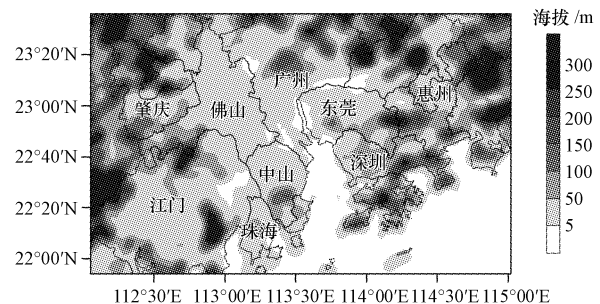 海拔 /m
23°20′N
23°00′N
22°40′N
22°20′N
22°00′N
广州
肇庆
佛山
东莞
惠州
中山
深圳
江门
珠海
300
250
200
150
100
50
5
112°30′E
113°00′E
113°30′E
114°00′E
114°30′E
115°00′E